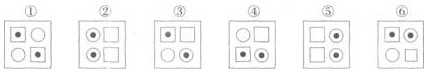 ① ② ③ ④ ⑤ ⑥